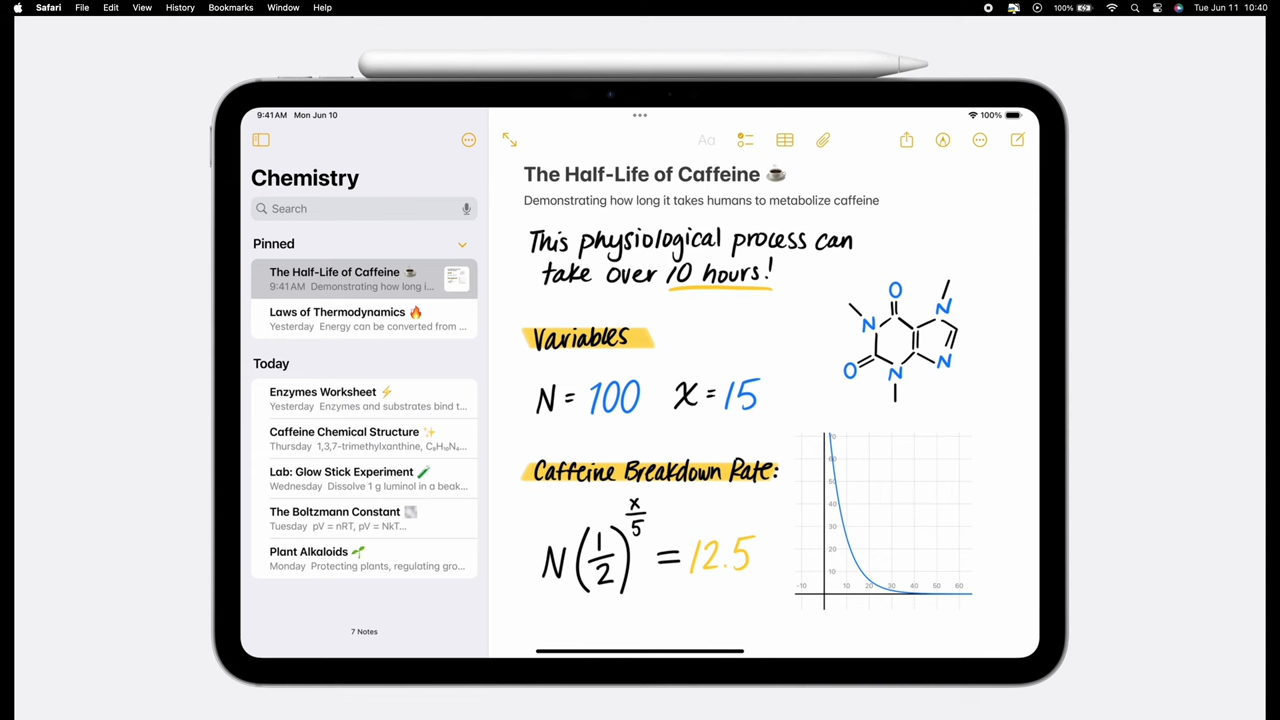 Safari File Edit View History Bookmarks Window Help 100% Tue Jun 11 10:40
9:41 AM Mon Jun 10 100%
Chemistry
Search
Pinned
The Half-Life of Caffeine ☕
9:41 AM Demonstrating how long i...
Laws of Thermodynamics 🔥
Yesterday Energy can be converted from ...
Today
Enzymes Worksheet ⚡
Yesterday Enzymes and substrates bind t...
Caffeine Chemical Structure ✨
Thursday 1,3,7-trimethylxanthine, C₈H₁₀N₄...
Lab: Glow Stick Experiment 🧪
Wednesday Dissolve 1 g luminol in a beak...
The Boltzmann Constant
Tuesday pV = nRT, pV = NkT...
Plant Alkaloids 🌱
Monday Protecting plants, regulating gro...
7 Notes
Aa
The Half-Life of Caffeine ☕
Demonstrating how long it takes humans to metabolize caffeine
This physiological process can
take over 10 hours!
Variables
N = 100 x = 15
Caffeine Breakdown Rate:
N(1/2)^(x/5) = 12.5
O
N
N
O
N
N
70
60
50
40
30
20
10
-10 10 20 30 40 50 60